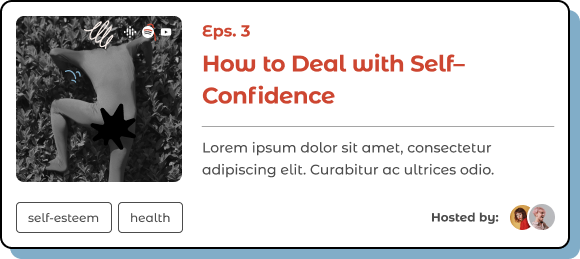 Eps. 3
How to Deal with Self-
Confidence
Lorem ipsum dolor sit amet, consectetur
adipiscing elit. Curabitur ac ultrices odio.
self-esteem
health
Hosted by: